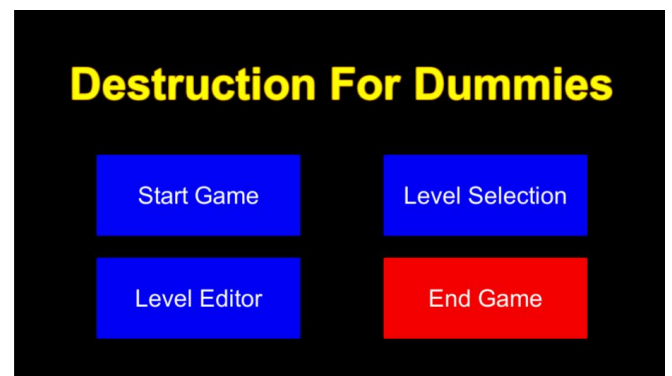 Destruction For Dummies
Start Game
Level Selection
Level Editor
End Game